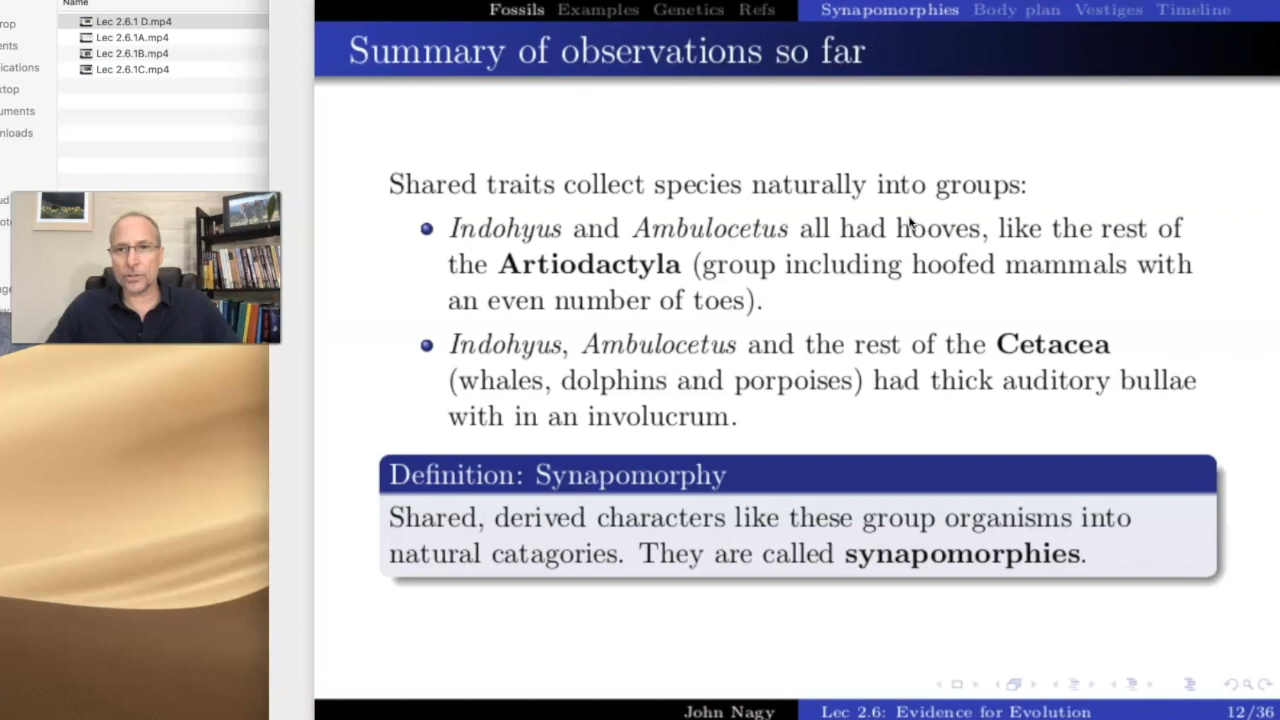 Name
Lec 2.6.1 D.mp4
Lec 2.6.1A.mp4
Lec 2.6.1B.mp4
Lec 2.6.1C.mp4
Fossils Examples Genetics Refs
Synapomorphies Body plan Vestiges Timeline
Summary of observations so far
Shared traits collect species naturally into groups:
Indohyus and Ambulocetus all had hooves, like the rest of
the Artiodactyla (group including hoofed mammals with
an even number of toes).
Indohyus, Ambulocetus and the rest of the Cetacea
(whales, dolphins and porpoises) had thick auditory bullae
with in an involucrum.
Definition: Synapomorphy
Shared, derived characters like these group organisms into
natural catagories. They are called synapomorphies.
John Nagy
Lec 2.6: Evidence for Evolution
12/36